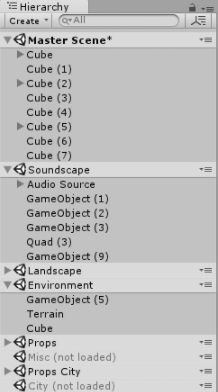 Hierarchy
Create All
Master Scene*
Cube
Cube (1)
Cube (2)
Cube (3)
Cube (4)
Cube (5)
Cube (6)
Cube (7)
Soundscape
Audio Source
GameObject (1)
GameObject (2)
GameObject (3)
Quad (3)
GameObject (9)
Landscape
Environment
GameObject (5)
Terrain
Cube
Props
Misc (not loaded)
Props City
City (not loaded)